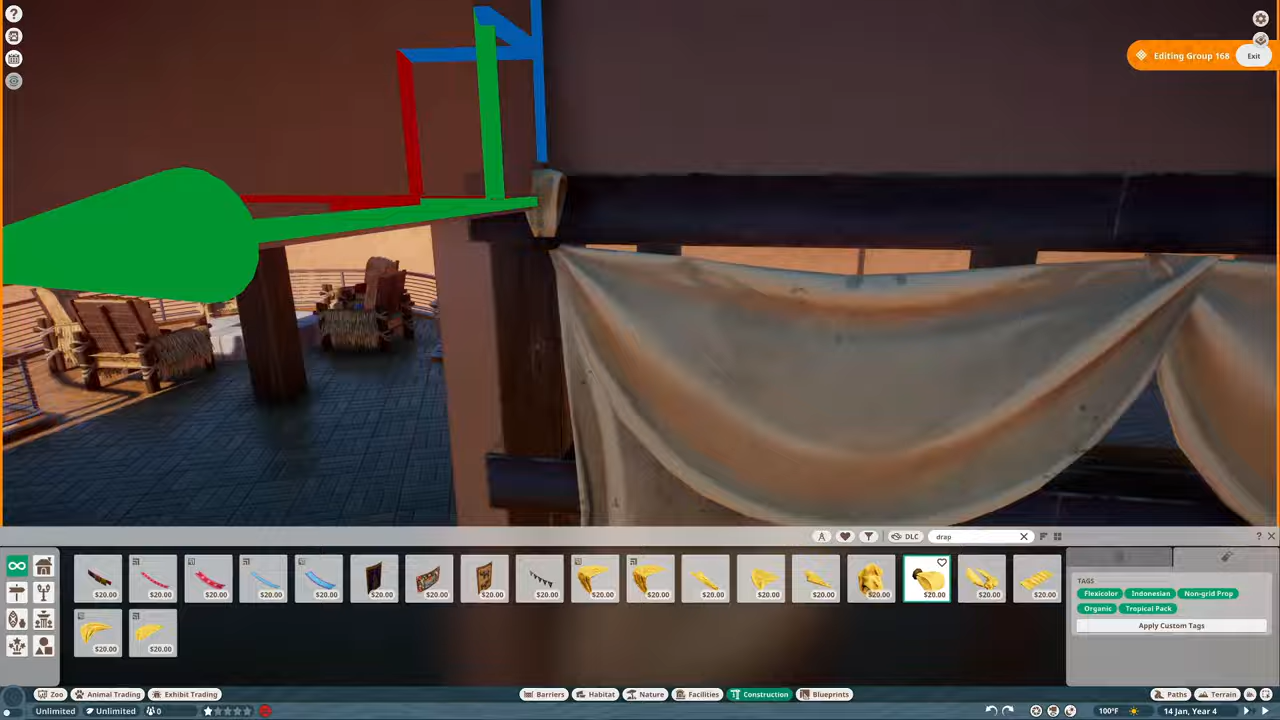 ?
Editing Group 168 Exit
DLC drap
? 
$20.00 $20.00 $20.00 $20.00 $20.00 $20.00 $20.00 $20.00 $20.00 $20.00 $20.00 $20.00 $20.00 $20.00 $20.00 $20.00 $20.00 $20.00
$20.00 $20.00
TAGS
Flexicolor Indonesian Non-grid Prop
Organic Tropical Pack
Apply Custom Tags
Zoo Animal Trading Exhibit Trading Barriers Habitat Nature Facilities Construction Blueprints Paths Terrain
Unlimited Unlimited 0 100°F 14 Jan, Year 4